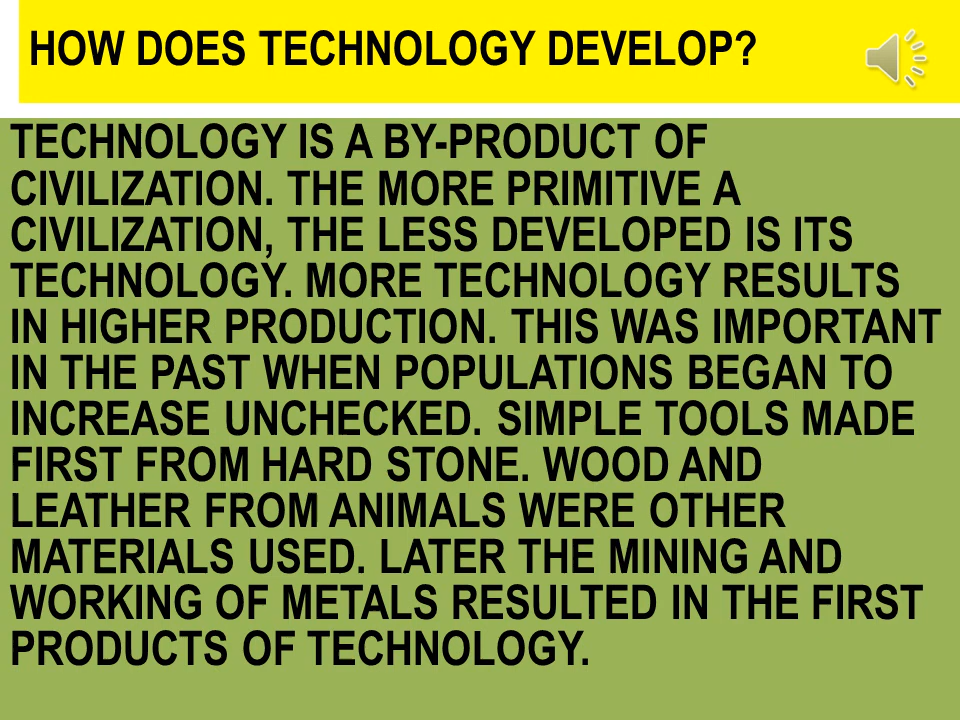 HOW DOES TECHNOLOGY DEVELOP?
TECHNOLOGY IS A BY-PRODUCT OF
CIVILIZATION. THE MORE PRIMITIVE A
CIVILIZATION, THE LESS DEVELOPED IS ITS
TECHNOLOGY. MORE TECHNOLOGY RESULTS
IN HIGHER PRODUCTION. THIS WAS IMPORTANT
IN THE PAST WHEN POPULATIONS BEGAN TO
INCREASE UNCHECKED. SIMPLE TOOLS MADE
FIRST FROM HARD STONE. WOOD AND
LEATHER FROM ANIMALS WERE OTHER
MATERIALS USED. LATER THE MINING AND
WORKING OF METALS RESULTED IN THE FIRST
PRODUCTS OF TECHNOLOGY.